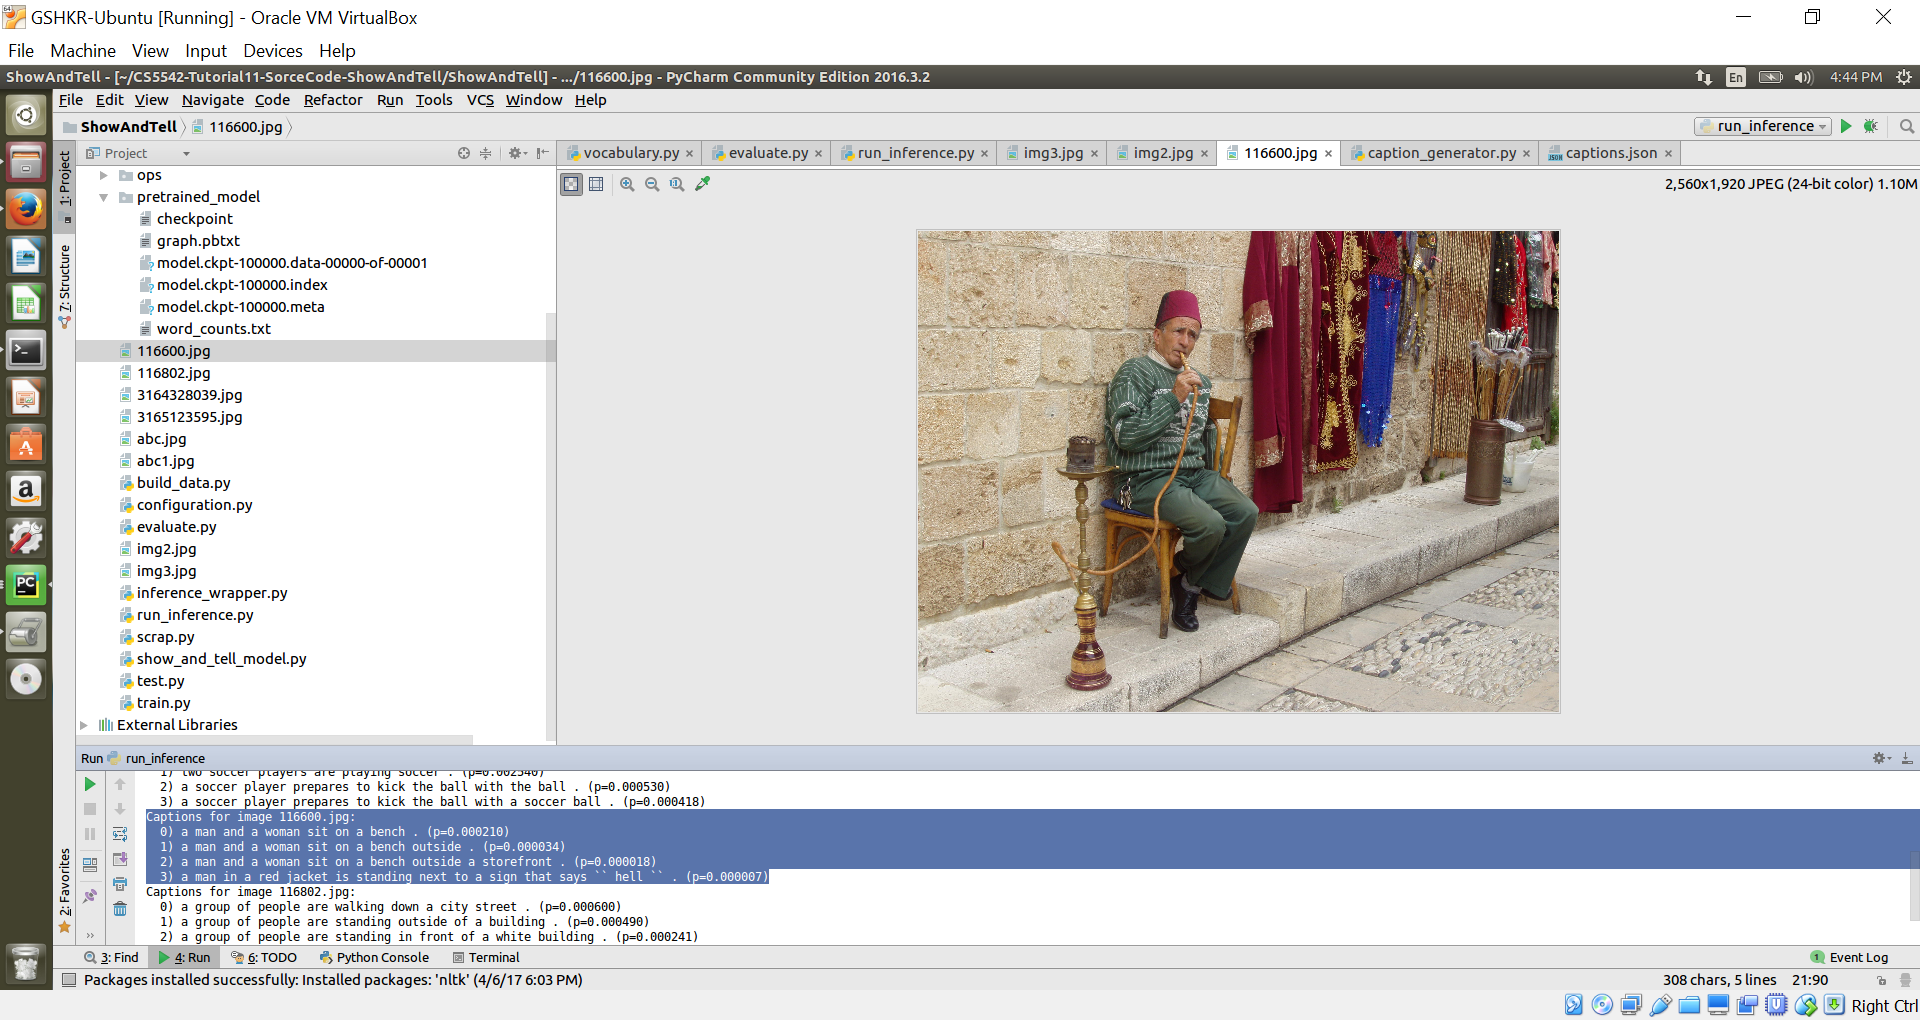 GSHKR-Ubuntu [Running] - Oracle VM VirtualBox
File Machine View Input Devices Help
ShowAndTell - [~/CS5542-Tutorial11-SorceCode-ShowAndTell/ShowAndTell] - .../116600.jpg - PyCharm Community Edition 2016.3.2
En 4:44 PM
File Edit View Navigate Code Refactor Run Tools VCS Window Help
ShowAndTell 116600.jpg
run_inference
Project
vocabulary.py evaluate.py run_inference.py img3.jpg img2.jpg 116600.jpg caption_generator.py captions.json
2,560x1,920 JPEG (24-bit color) 1.10M
1: Project
7: Structure
2: Favorites
ops
pretrained_model
checkpoint
graph.pbtxt
model.ckpt-100000.data-00000-of-00001
model.ckpt-100000.index
model.ckpt-100000.meta
word_counts.txt
116600.jpg
116802.jpg
3164328039.jpg
3165123595.jpg
abc.jpg
abc1.jpg
build_data.py
configuration.py
evaluate.py
img2.jpg
img3.jpg
inference_wrapper.py
run_inference.py
scrap.py
show_and_tell_model.py
test.py
train.py
External Libraries
Run run_inference
1) two soccer players are playing soccer . (p=0.002540)
2) a soccer player prepares to kick the ball with the ball . (p=0.000530)
3) a soccer player prepares to kick the ball with a soccer ball . (p=0.000418)
Captions for image 116600.jpg:
0) a man and a woman sit on a bench . (p=0.000210)
1) a man and a woman sit on a bench outside . (p=0.000034)
2) a man and a woman sit on a bench outside a storefront . (p=0.000018)
3) a man in a red jacket is standing next to a sign that says `` hell `` . (p=0.000007)
Captions for image 116802.jpg:
0) a group of people are walking down a city street . (p=0.000600)
1) a group of people are standing outside of a building . (p=0.000490)
2) a group of people are standing in front of a white building . (p=0.000241)
3: Find 4: Run 6: TODO Python Console Terminal
1 Event Log
Packages installed successfully: Installed packages: 'nltk' (4/6/17 6:03 PM)
308 chars, 5 lines 21:90
Right Ctrl